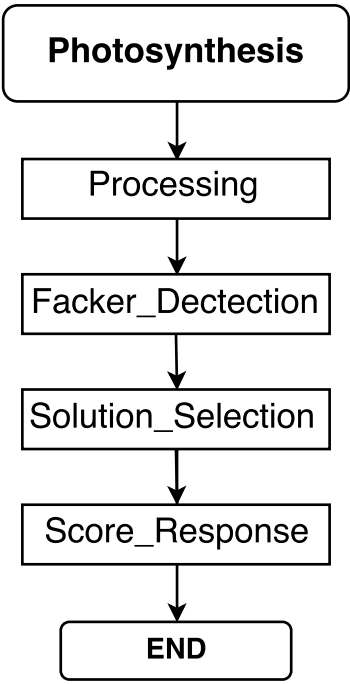 Photosynthesis
Processing
Facker_Dectection
Solution_Selection
Score_Response
END